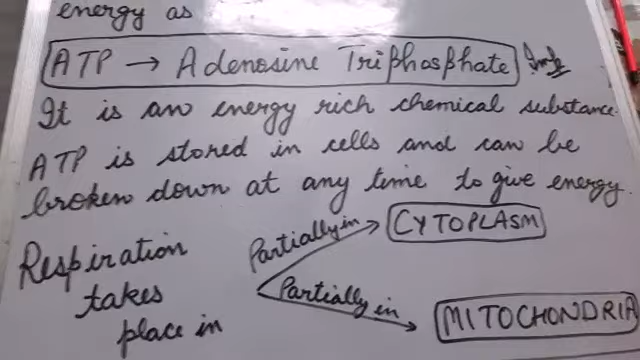 energy as
ATP → Adenosine Triphosphate Imp
It is an energy rich chemical substance.
ATP is stored in cells and can be
broken down at any time to give energy.
Respiration
takes
place in
Partially in CYTOPLASM
Partially in MITOCHONDRIA